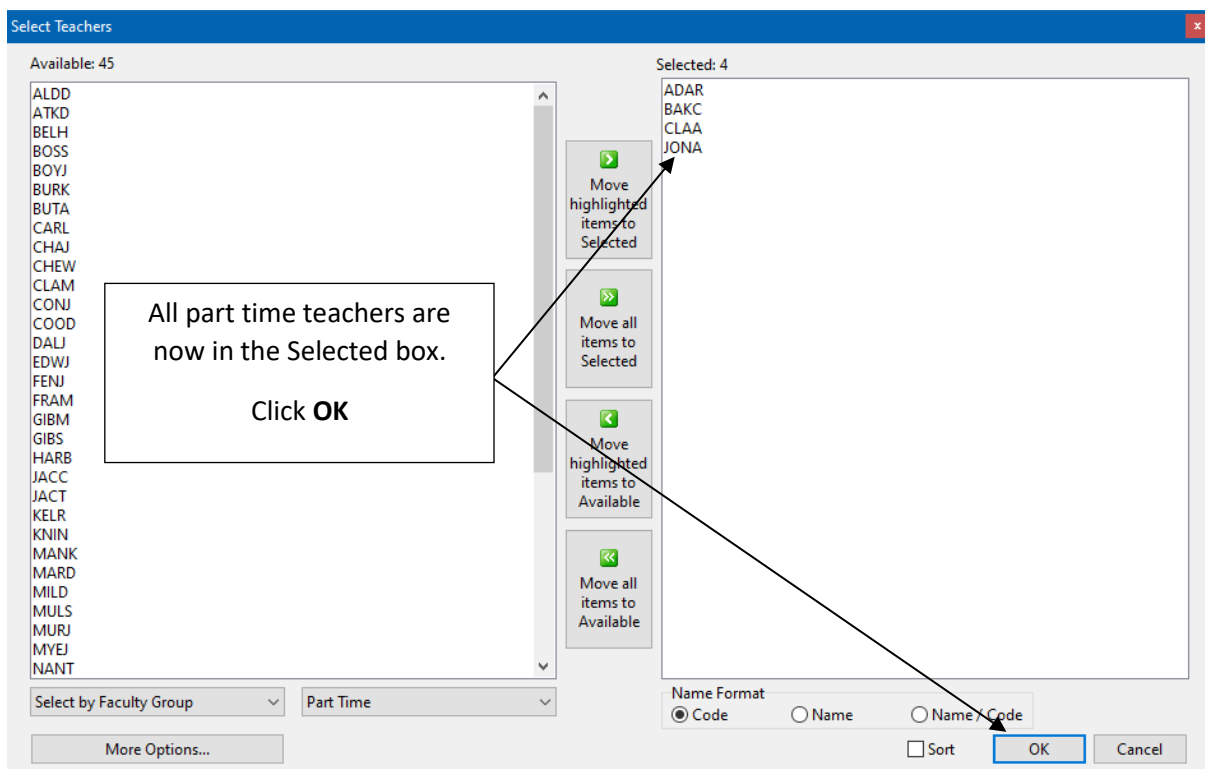 Select Teachers
x
Available: 45
ALDD
ATKD
BELH
BOSS
BOYJ
BURK
BUTA
CARL
CHAJ
CHEW
CLAM
CONJ
COOD
DALJ
EDWJ
FENJ
FRAM
GIBM
GIBS
HARB
JACC
JACT
KELR
KNIN
MANK
MARD
MILD
MULS
MURJ
MYEJ
NANT
All part time teachers are
now in the Selected box.
Click OK
Move
highlighted
items to
Selected
Move all
items to
Selected
Move
highlighted
items to
Available
Move all
items to
Available
Selected: 4
ADAR
BAKC
CLAA
JONA
Select by Faculty Group
Part Time
Name Format
Code
Name
Name / Code
More Options...
Sort
OK
Cancel